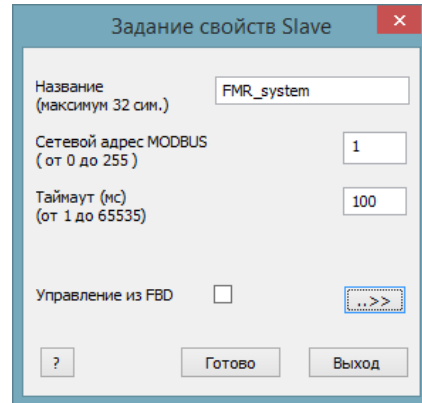 Задание свойств Slave
×
Название
(максимум 32 сим.)
FMR_system
Сетевой адрес MODBUS
( от 0 до 255 )
1
Таймаут (мс)
(от 1 до 65535)
100
Управление из FBD
..>>
?
Готово
Выход